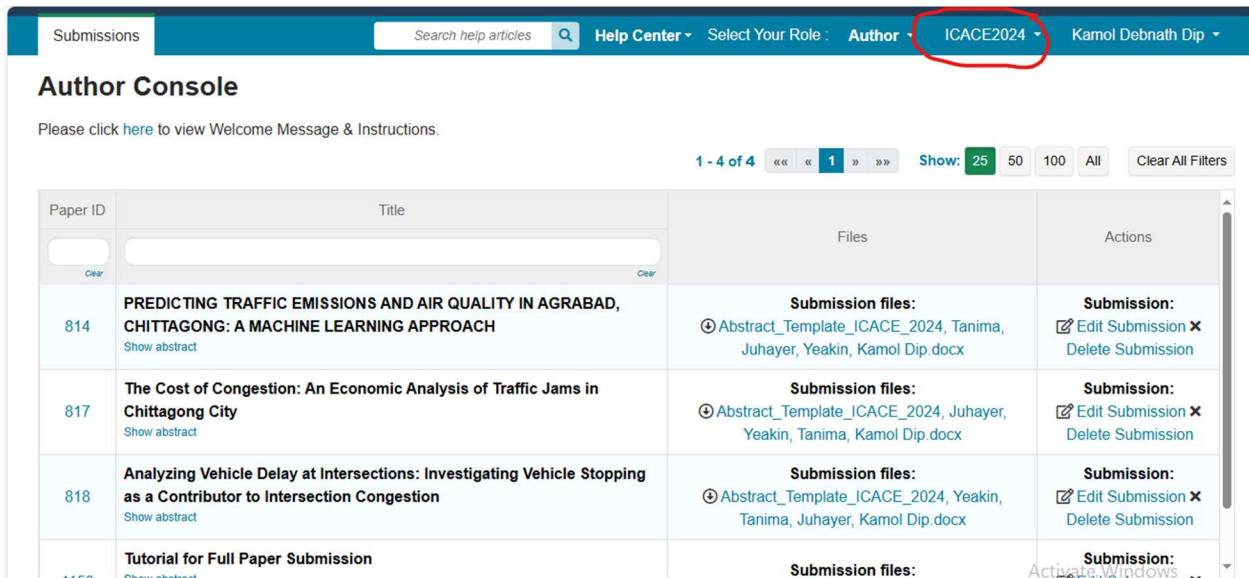 Submissions
Search help articles
Help Center
Select Your Role :
Author
ICACE2024
Kamol Debnath Dip
Author Console
Please click here to view Welcome Message & Instructions.
1 - 4 of 4
««
«
1
»
»»
Show:
25
50
100
All
Clear All Filters
Paper ID
Title
Files
Actions
Clear
Clear
814
PREDICTING TRAFFIC EMISSIONS AND AIR QUALITY IN AGRABAD,
CHITTAGONG: A MACHINE LEARNING APPROACH
Show abstract
Submission files:
Abstract_Template_ICACE_2024, Tanima,
Juhayer, Yeakin, Kamol Dip.docx
Submission:
Edit Submission
Delete Submission
817
The Cost of Congestion: An Economic Analysis of Traffic Jams in
Chittagong City
Show abstract
Submission files:
Abstract_Template_ICACE_2024, Juhayer,
Yeakin, Tanima, Kamol Dip.docx
Submission:
Edit Submission
Delete Submission
818
Analyzing Vehicle Delay at Intersections: Investigating Vehicle Stopping
as a Contributor to Intersection Congestion
Show abstract
Submission files:
Abstract_Template_ICACE_2024, Yeakin,
Tanima, Juhayer, Kamol Dip.docx
Submission:
Edit Submission
Delete Submission
Tutorial for Full Paper Submission
Show abstract
Submission files:
Submission:
Activate Windows